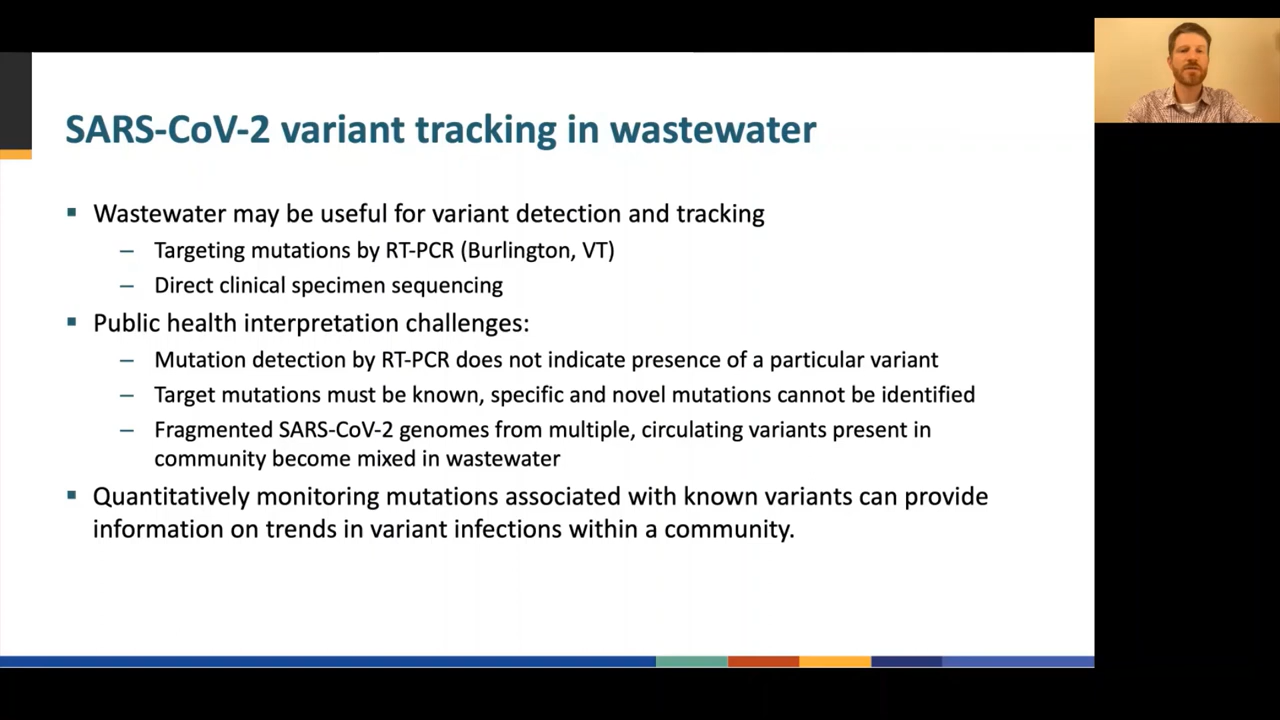 SARS-CoV-2 variant tracking in wastewater
▪ Wastewater may be useful for variant detection and tracking
– Targeting mutations by RT-PCR (Burlington, VT)
– Direct clinical specimen sequencing
▪ Public health interpretation challenges:
– Mutation detection by RT-PCR does not indicate presence of a particular variant
– Target mutations must be known, specific and novel mutations cannot be identified
– Fragmented SARS-CoV-2 genomes from multiple, circulating variants present in
community become mixed in wastewater
▪ Quantitatively monitoring mutations associated with known variants can provide
information on trends in variant infections within a community.